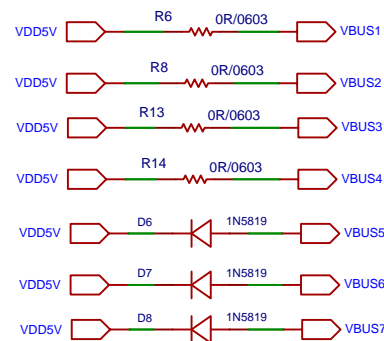 R6 0R/0603
VDD5V VBUS1
R8 0R/0603
VDD5V VBUS2
R13 0R/0603
VDD5V VBUS3
R14 0R/0603
VDD5V VBUS4
D6 1N5819
VDD5V VBUS5
D7 1N5819
VDD5V VBUS6
D8 1N5819
VDD5V VBUS7